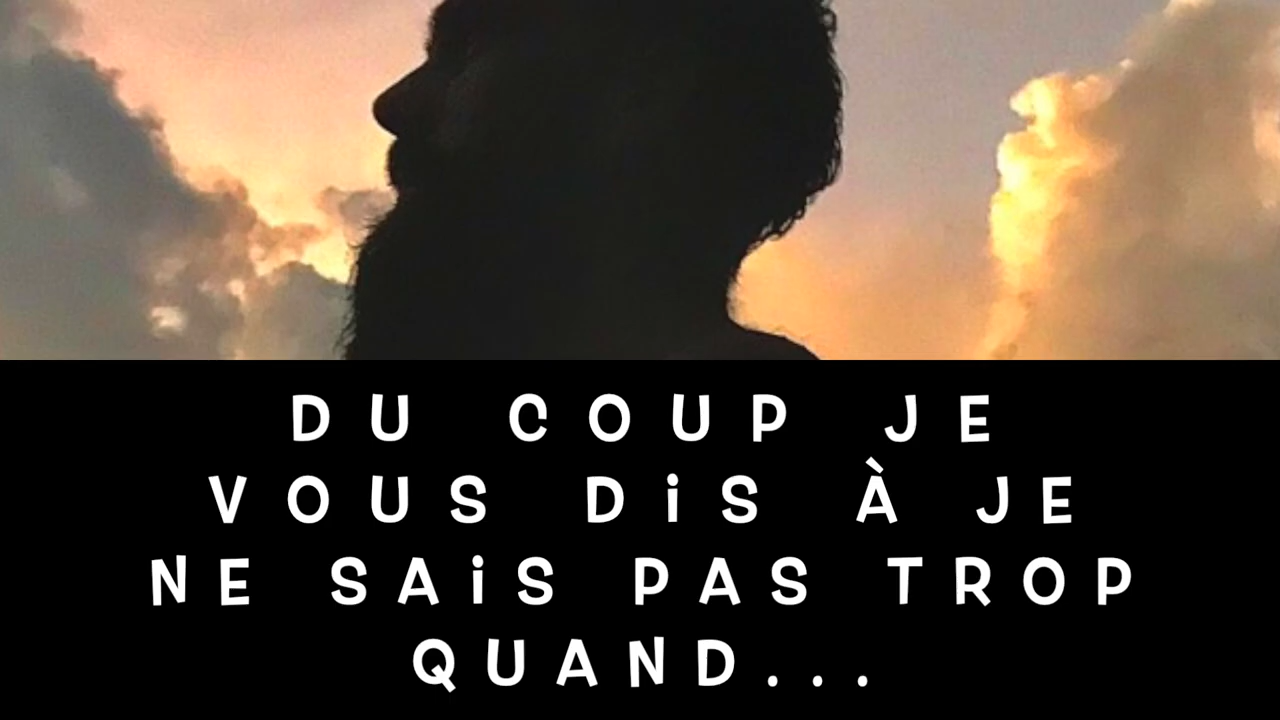 DU COUP JE
VOUS DiS À JE
NE SAiS PAS TROP
QUAND...